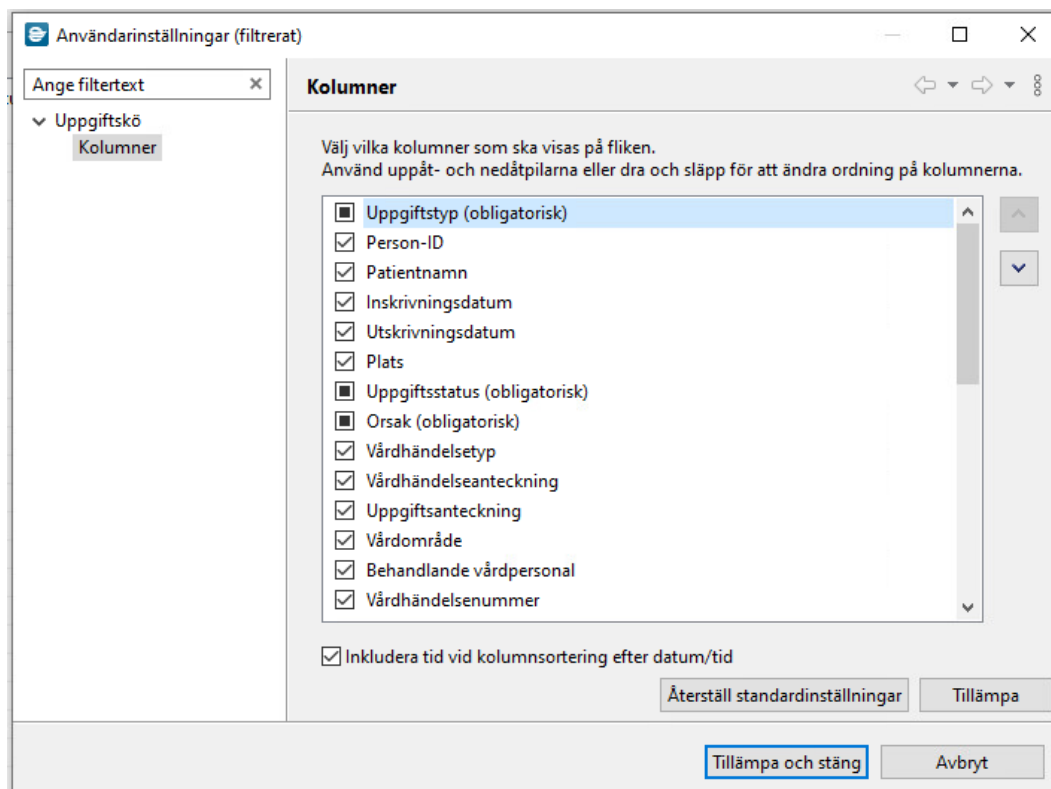 Användarinställningar (filtrerat)
Ange filtertext
Uppgiftskö
Kolumner
Kolumner
Välj vilka kolumner som ska visas på fliken.
Använd uppåt- och nedåtpilarna eller dra och släpp för att ändra ordning på kolumnerna.
Uppgiftstyp (obligatorisk)
Person-ID
Patientnamn
Inskrivningsdatum
Utskrivningsdatum
Plats
Uppgiftsstatus (obligatorisk)
Orsak (obligatorisk)
Vårdhändelsetyp
Vårdhändelseanteckning
Uppgiftsanteckning
Vårdområde
Behandlande vårdpersonal
Vårdhändelsenummer
Inkludera tid vid kolumnsortering efter datum/tid
Återställ standardinställningar
Tillämpa
Tillämpa och stäng
Avbryt